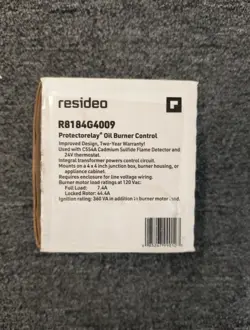 resideo
R8184G4009
Protectorelay® Oil Burner Control
Improved Design, Two-Year Warranty!
Used with C554A Cadmium Sulfide Flame Detector and
24V thermostat.
Integral transformer powers control circuit.
Mounts on a 4 x 4 inch junction box, burner housing, or
appliance cabinet.
Requires enclosure for line voltage wiring.
Burner motor load ratings at 120 Vac:
Full Load: 7.4A
Locked Rotor: 44.4A
Ignition rating: 360 VA in addition to burner motor load.